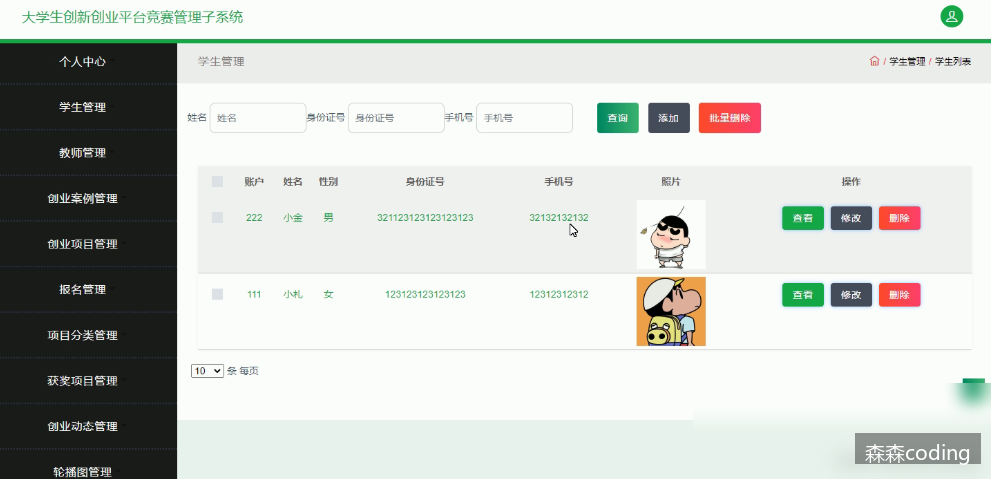 大学生创新创业平台竞赛管理子系统
个人中心
学生管理
教师管理
创业案例管理
创业项目管理
报名管理
项目分类管理
获奖项目管理
创业动态管理
轮播图管理
学生管理
/ 学生管理 / 学生列表
姓名 姓名 身份证号 身份证号 手机号 手机号 查询 添加 批量删除
账户 姓名 性别 身份证号 手机号 照片 操作
222 小金 男 321123123123123123 32132132132 查看 修改 删除
111 小札 女 123123123123123 12312312312 查看 修改 删除
10 条 每页
森森coding